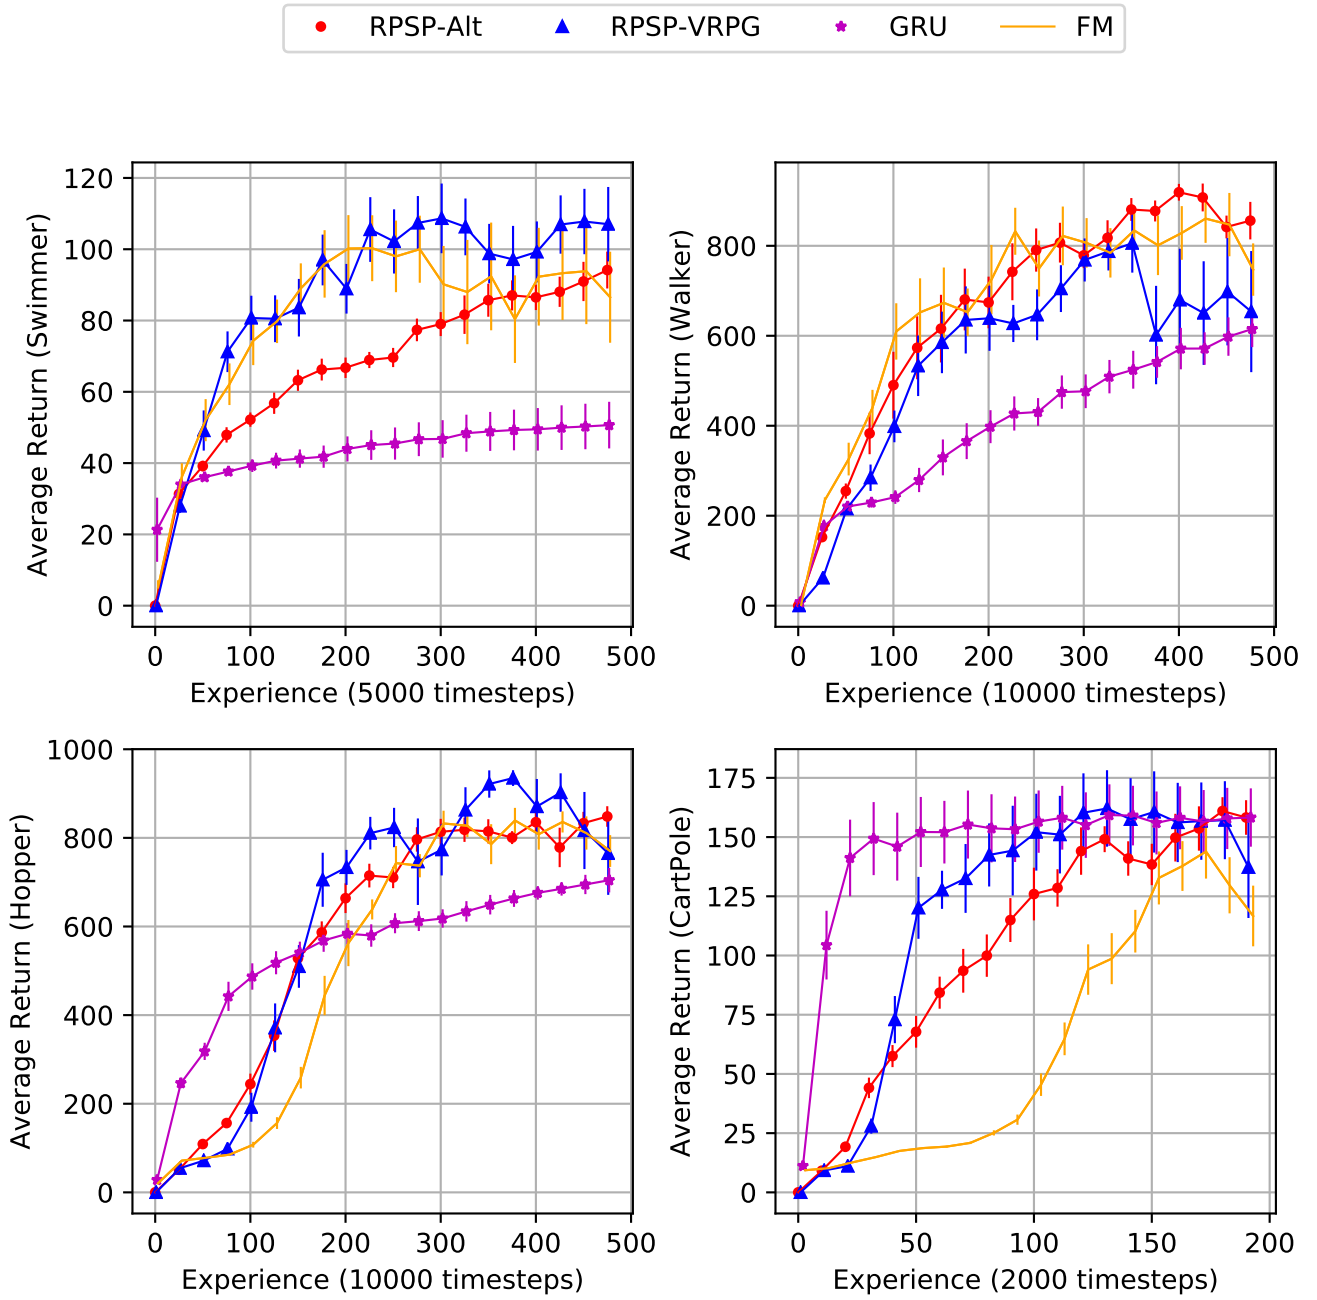 RPSP-Alt RPSP-VRPG GRU FM
Average Return (Swimmer)
120
100
80
60
40
20
0
0 100 200 300 400 500
Experience (5000 timesteps)
Average Return (Walker)
800
600
400
200
0
0 100 200 300 400 500
Experience (10000 timesteps)
Average Return (Hopper)
1000
800
600
400
200
0
0 100 200 300 400 500
Experience (10000 timesteps)
Average Return (CartPole)
175
150
125
100
75
50
25
0
0 50 100 150 200
Experience (2000 timesteps)